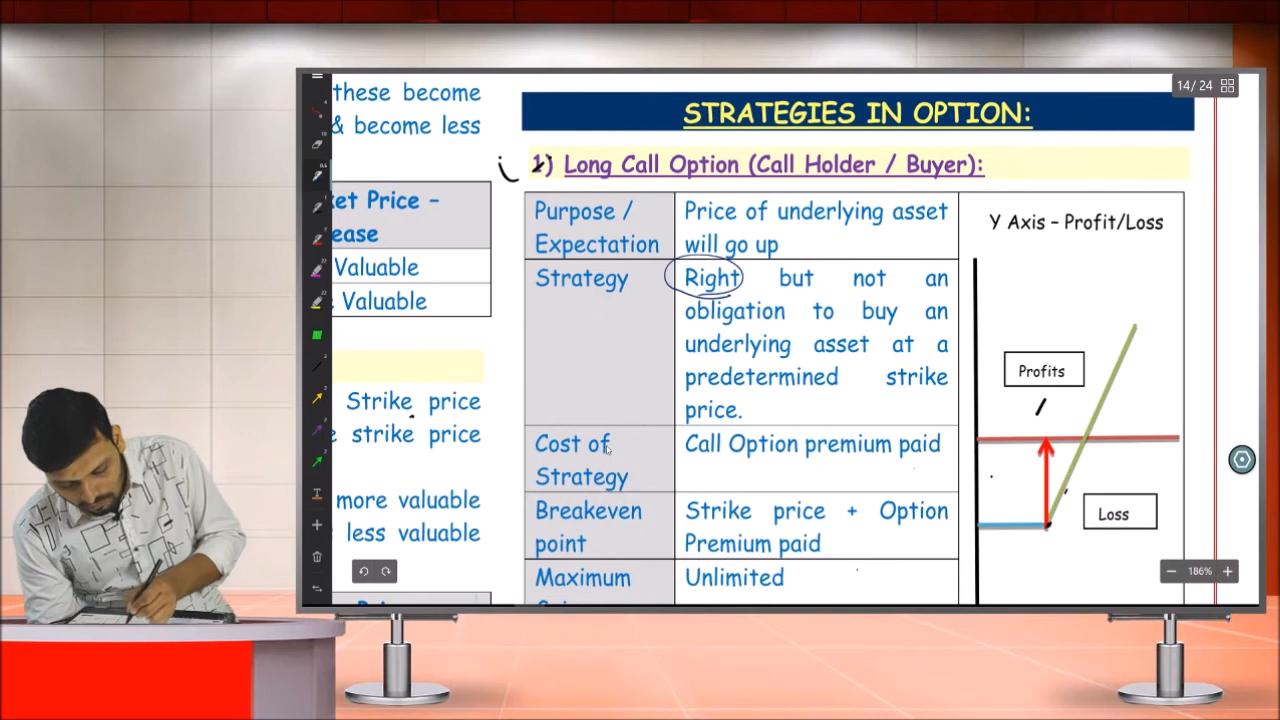 these become
& become less
ket Price –
ease
Valuable
Valuable
Strike price
strike price
more valuable
less valuable
14/ 24
STRATEGIES IN OPTION:
1) Long Call Option (Call Holder / Buyer):
Purpose /
Expectation
Price of underlying asset
will go up
Strategy
Right but not an
obligation to buy an
underlying asset at a
predetermined strike
price.
Cost of
Strategy
Call Option premium paid
Breakeven
point
Strike price + Option
Premium paid
Maximum
Unlimited
Y Axis – Profit/Loss
Profits
Loss
186%